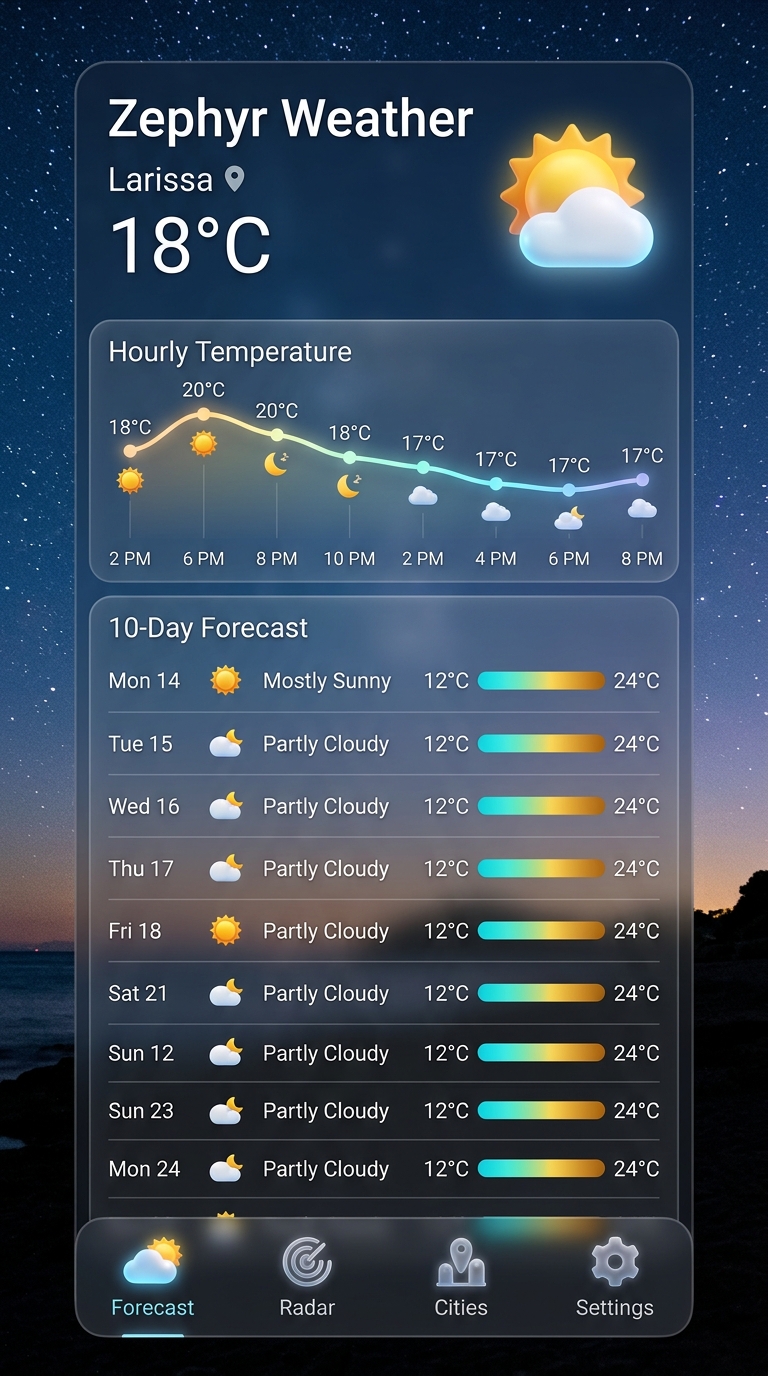 Zephyr Weather
Larissa
18°C
Hourly Temperature
18°C 20°C 20°C 18°C 17°C 17°C 17°C 17°C
2 PM 6 PM 8 PM 10 PM 2 PM 4 PM 6 PM 8 PM
10-Day Forecast
Mon 14 Mostly Sunny 12°C 24°C
Tue 15 Partly Cloudy 12°C 24°C
Wed 16 Partly Cloudy 12°C 24°C
Thu 17 Partly Cloudy 12°C 24°C
Fri 18 Partly Cloudy 12°C 24°C
Sat 21 Partly Cloudy 12°C 24°C
Sun 12 Partly Cloudy 12°C 24°C
Sun 23 Partly Cloudy 12°C 24°C
Mon 24 Partly Cloudy 12°C 24°C
Forecast Radar Cities Settings